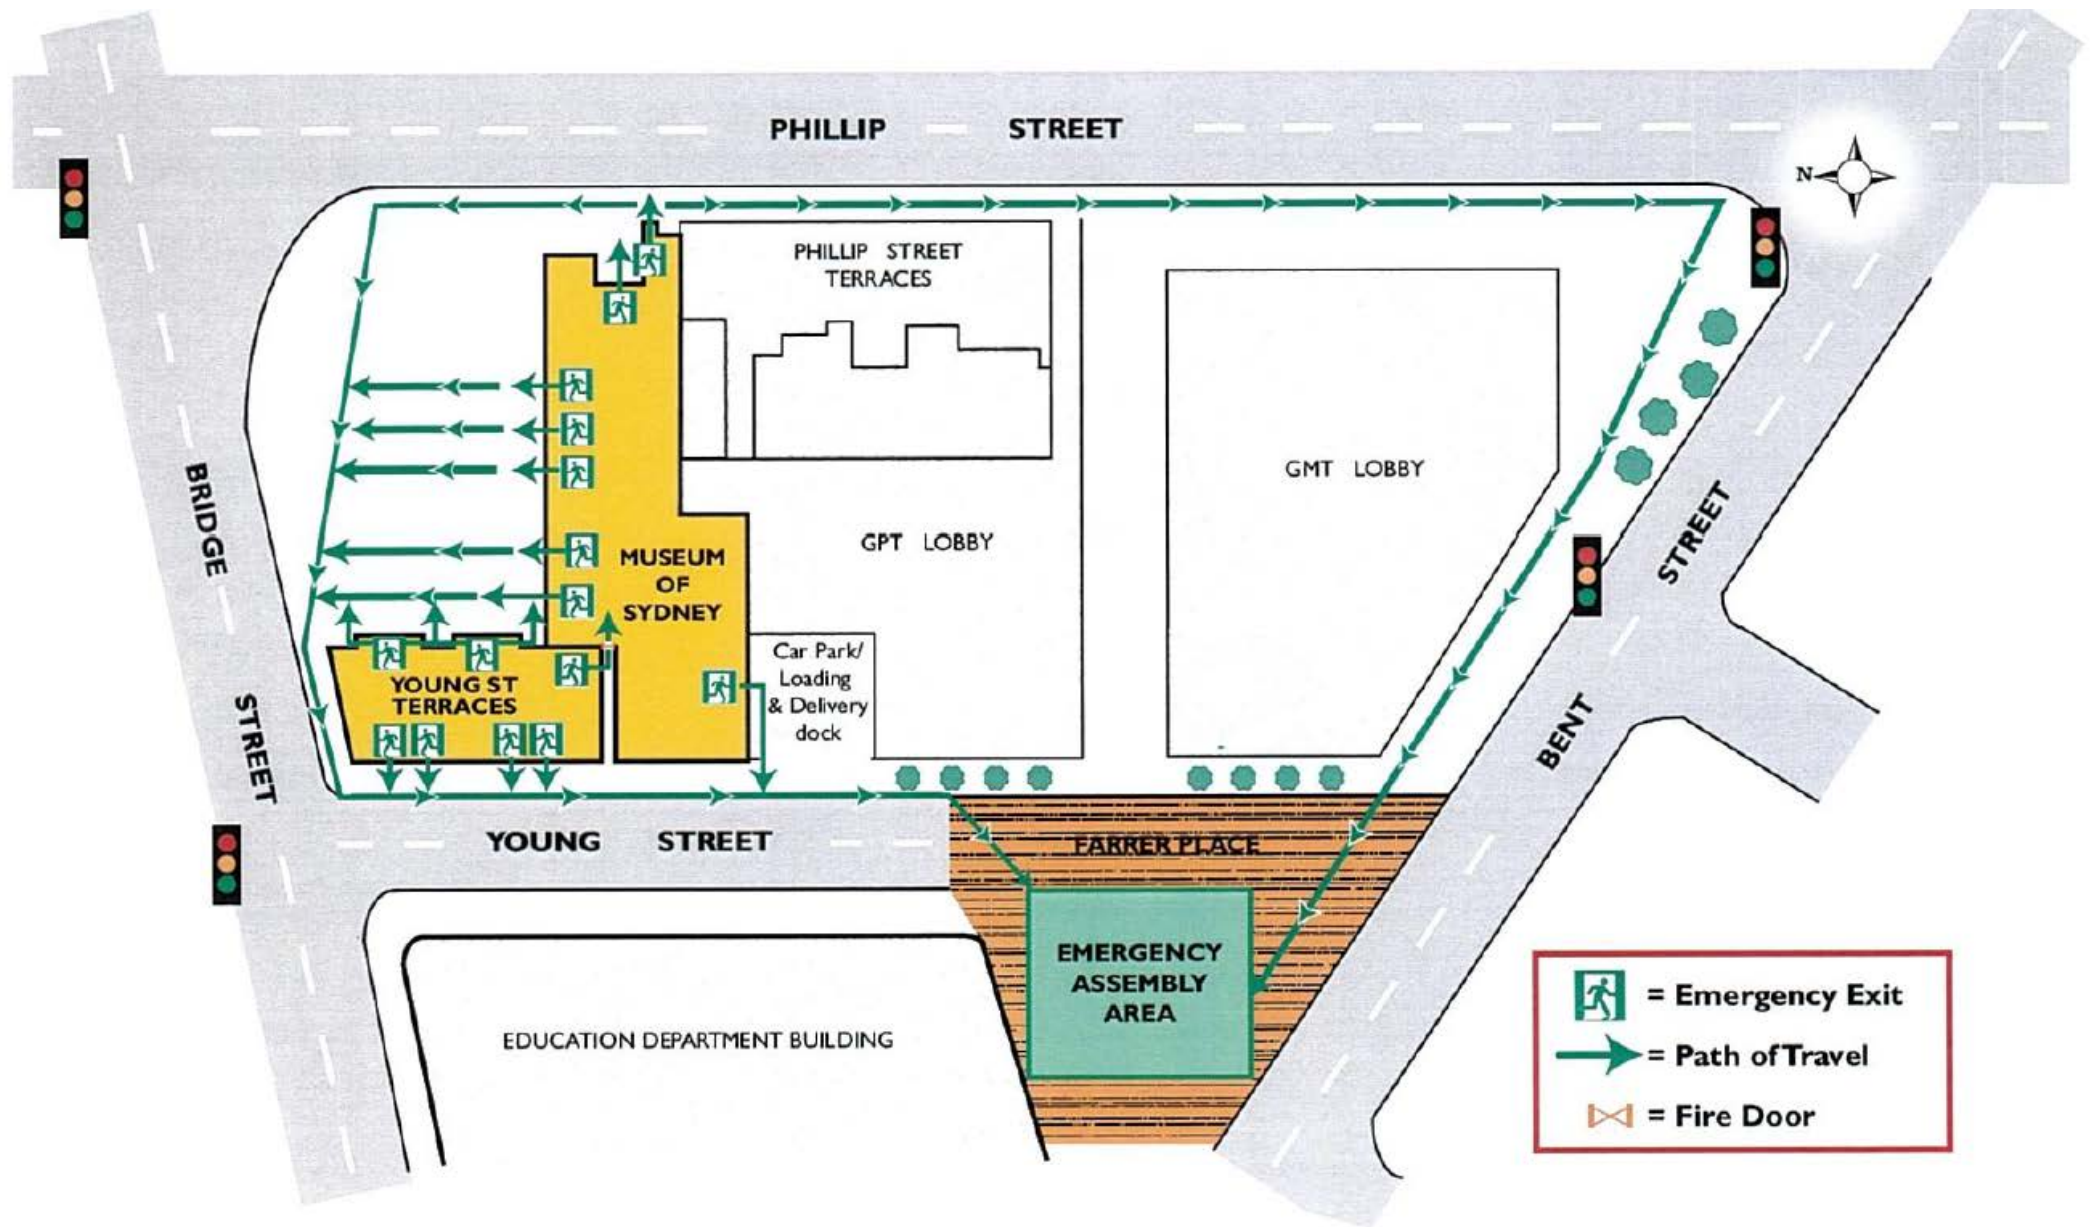 PHILLIP STREET
N
PHILLIP STREET
TERRACES
GMT LOBBY
GPT LOBBY
BRIDGE STREET
MUSEUM
OF
SYDNEY
Car Park/
Loading
& Delivery
dock
YOUNG ST
TERRACES
BENT STREET
YOUNG STREET
FARRER PLACE
EMERGENCY
ASSEMBLY
AREA
EDUCATION DEPARTMENT BUILDING
= Emergency Exit
= Path of Travel
= Fire Door